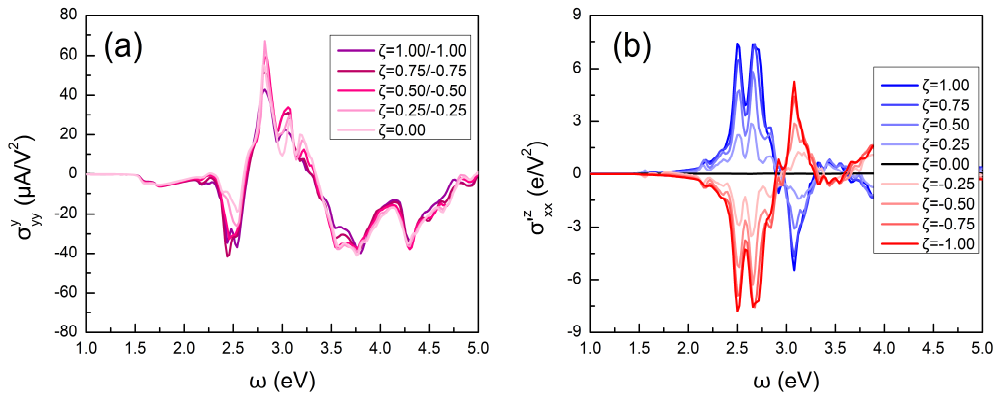 (a)
ζ=1.00/-1.00
ζ=0.75/-0.75
ζ=0.50/-0.50
ζ=0.25/-0.25
ζ=0.00
80
60
40
20
0
-20
-40
-60
-80
σ^y_yy (μA/V²)
1.0 1.5 2.0 2.5 3.0 3.5 4.0 4.5 5.0
ω (eV)
(b)
ζ=1.00
ζ=0.75
ζ=0.50
ζ=0.25
ζ=0.00
ζ=-0.25
ζ=-0.50
ζ=-0.75
ζ=-1.00
9
6
3
0
-3
-6
-9
σ'^z_xx (e/V²)
1.0 1.5 2.0 2.5 3.0 3.5 4.0 4.5 5.0
ω (eV)